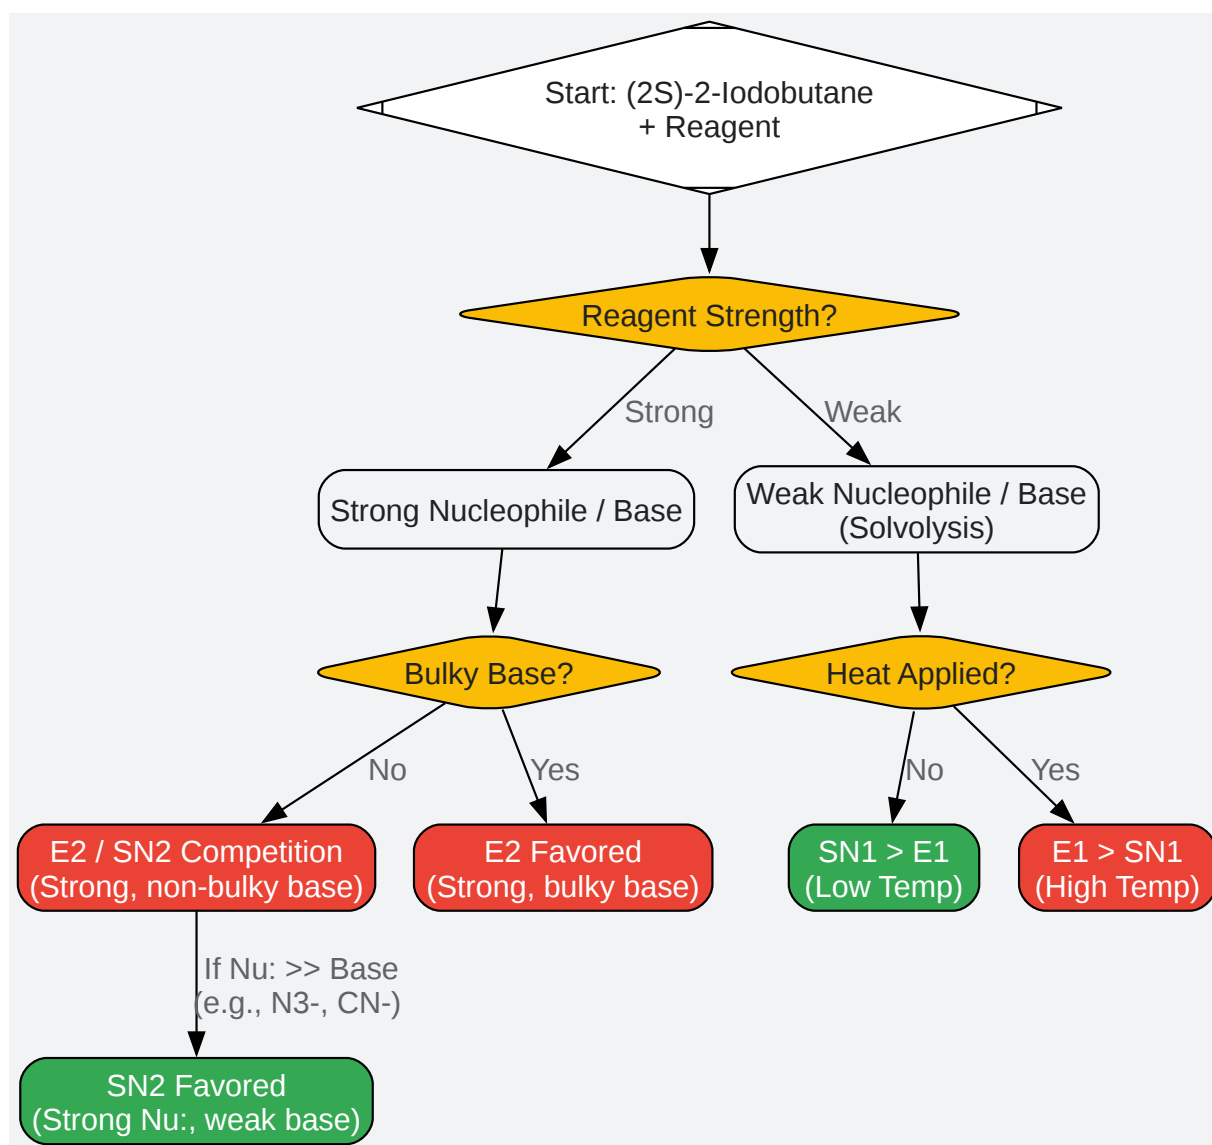 Start: (2S)-2-Iodobutane
+ Reagent
Reagent Strength?
Strong
Weak
Strong Nucleophile / Base
Weak Nucleophile / Base
(Solvolysis)
Bulky Base?
Heat Applied?
No
Yes
No
Yes
E2 / SN2 Competition
(Strong, non-bulky base)
E2 Favored
(Strong, bulky base)
SN1 > E1
(Low Temp)
E1 > SN1
(High Temp)
If Nu: >> Base
(e.g., N3-, CN-)
SN2 Favored
(Strong Nu:, weak base)